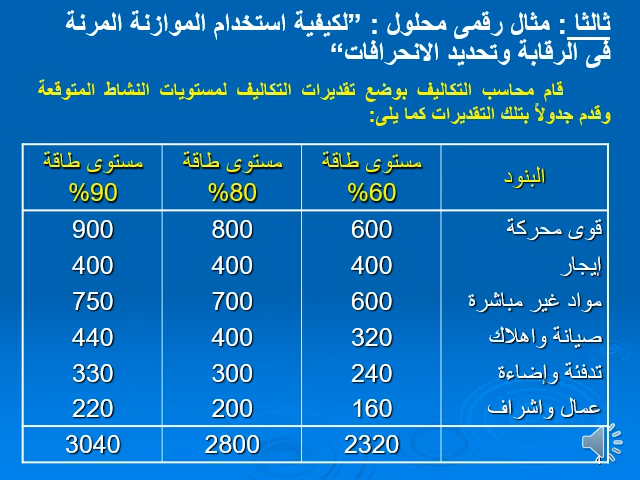 ثالثا : مثال رقمى محلول : ”لكيفية استخدام الموازنة المرنة
فى الرقابة وتحديد الانحرافات“
قام محاسب التكاليف بوضع تقديرات التكاليف لمستويات النشاط المتوقعة
وقدم جدولاً بتلك التقديرات كما يلى:
البنود مستوى طاقة 60% مستوى طاقة 80% مستوى طاقة 90%
قوى محركة 600 800 900
إيجار 400 400 400
مواد غير مباشرة 600 700 750
صيانة واهلاك 320 400 440
تدفئة وإضاءة 240 300 330
عمال واشراف 160 200 220
2320 2800 3040